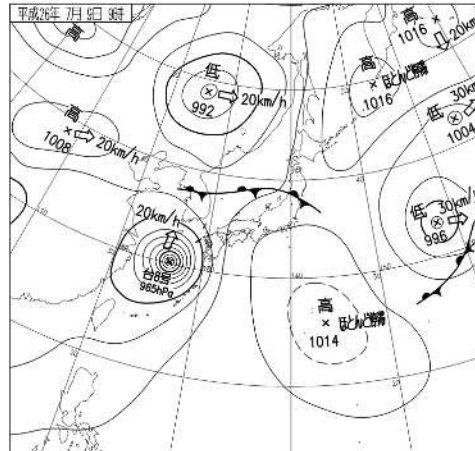 平成26年 7月 9日 9時
高
高
1016
20km
低
992
20km/h
高
ほとんど停滞
1016
30km
低
1004
高
1008
20km/h
20km/h
台8号
965hPa
30km/h
低
996
高
ほとんど停滞
1014
140